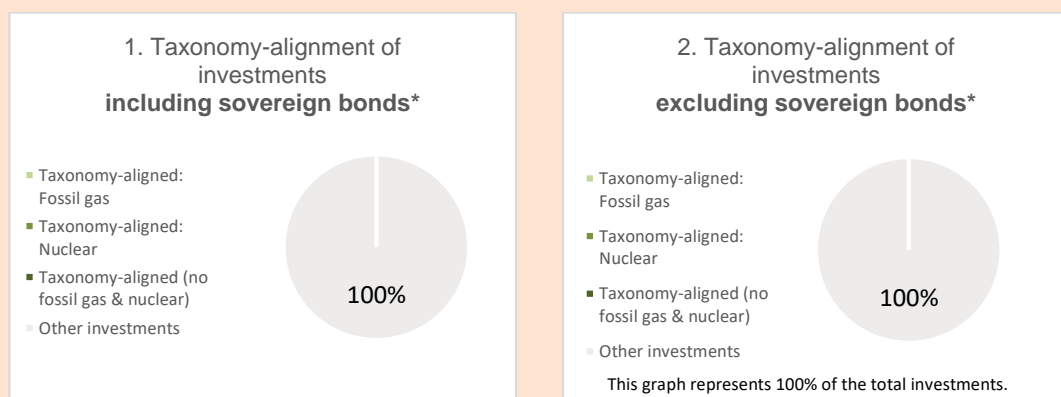 1. Taxonomy-alignment of
investments
including sovereign bonds*
Taxonomy-aligned:
Fossil gas
Taxonomy-aligned:
Nuclear
Taxonomy-aligned (no
fossil gas & nuclear)
Other investments
100%
2. Taxonomy-alignment of
investments
excluding sovereign bonds*
Taxonomy-aligned:
Fossil gas
Taxonomy-aligned:
Nuclear
Taxonomy-aligned (no
fossil gas & nuclear)
Other investments
100%
This graph represents 100% of the total investments.